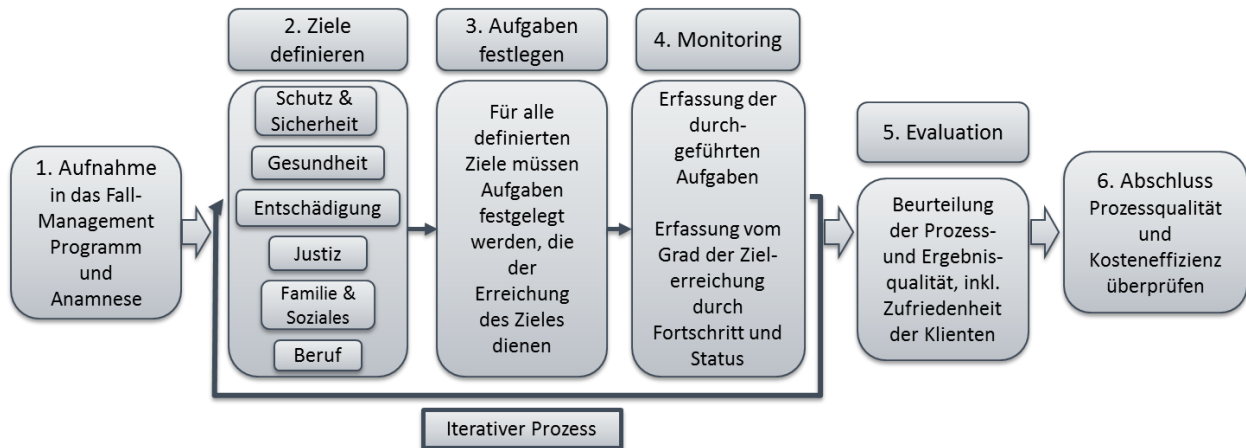 1. Aufnahme
in das Fall-
Management
Programm
und
Anamnese
2. Ziele
definieren
Schutz &
Sicherheit
Gesundheit
Entschädigung
Justiz
Familie &
Soziales
Beruf
3. Aufgaben
festlegen
Für alle
definierten
Ziele müssen
Aufgaben
festgelegt
werden, die
der
Erreichung
des Zieles
dienen
4. Monitoring
Erfassung der
durch-
geführten
Aufgaben
Erfassung vom
Grad der Ziel-
erreichung
durch
Fortschritt und
Status
5. Evaluation
Beurteilung
der Prozess-
und Ergebnis-
qualität, inkl.
Zufriedenheit
der Klienten
6. Abschluss
Prozessqualität
und
Kosteneffizienz
überprüfen
Iterativer Prozess